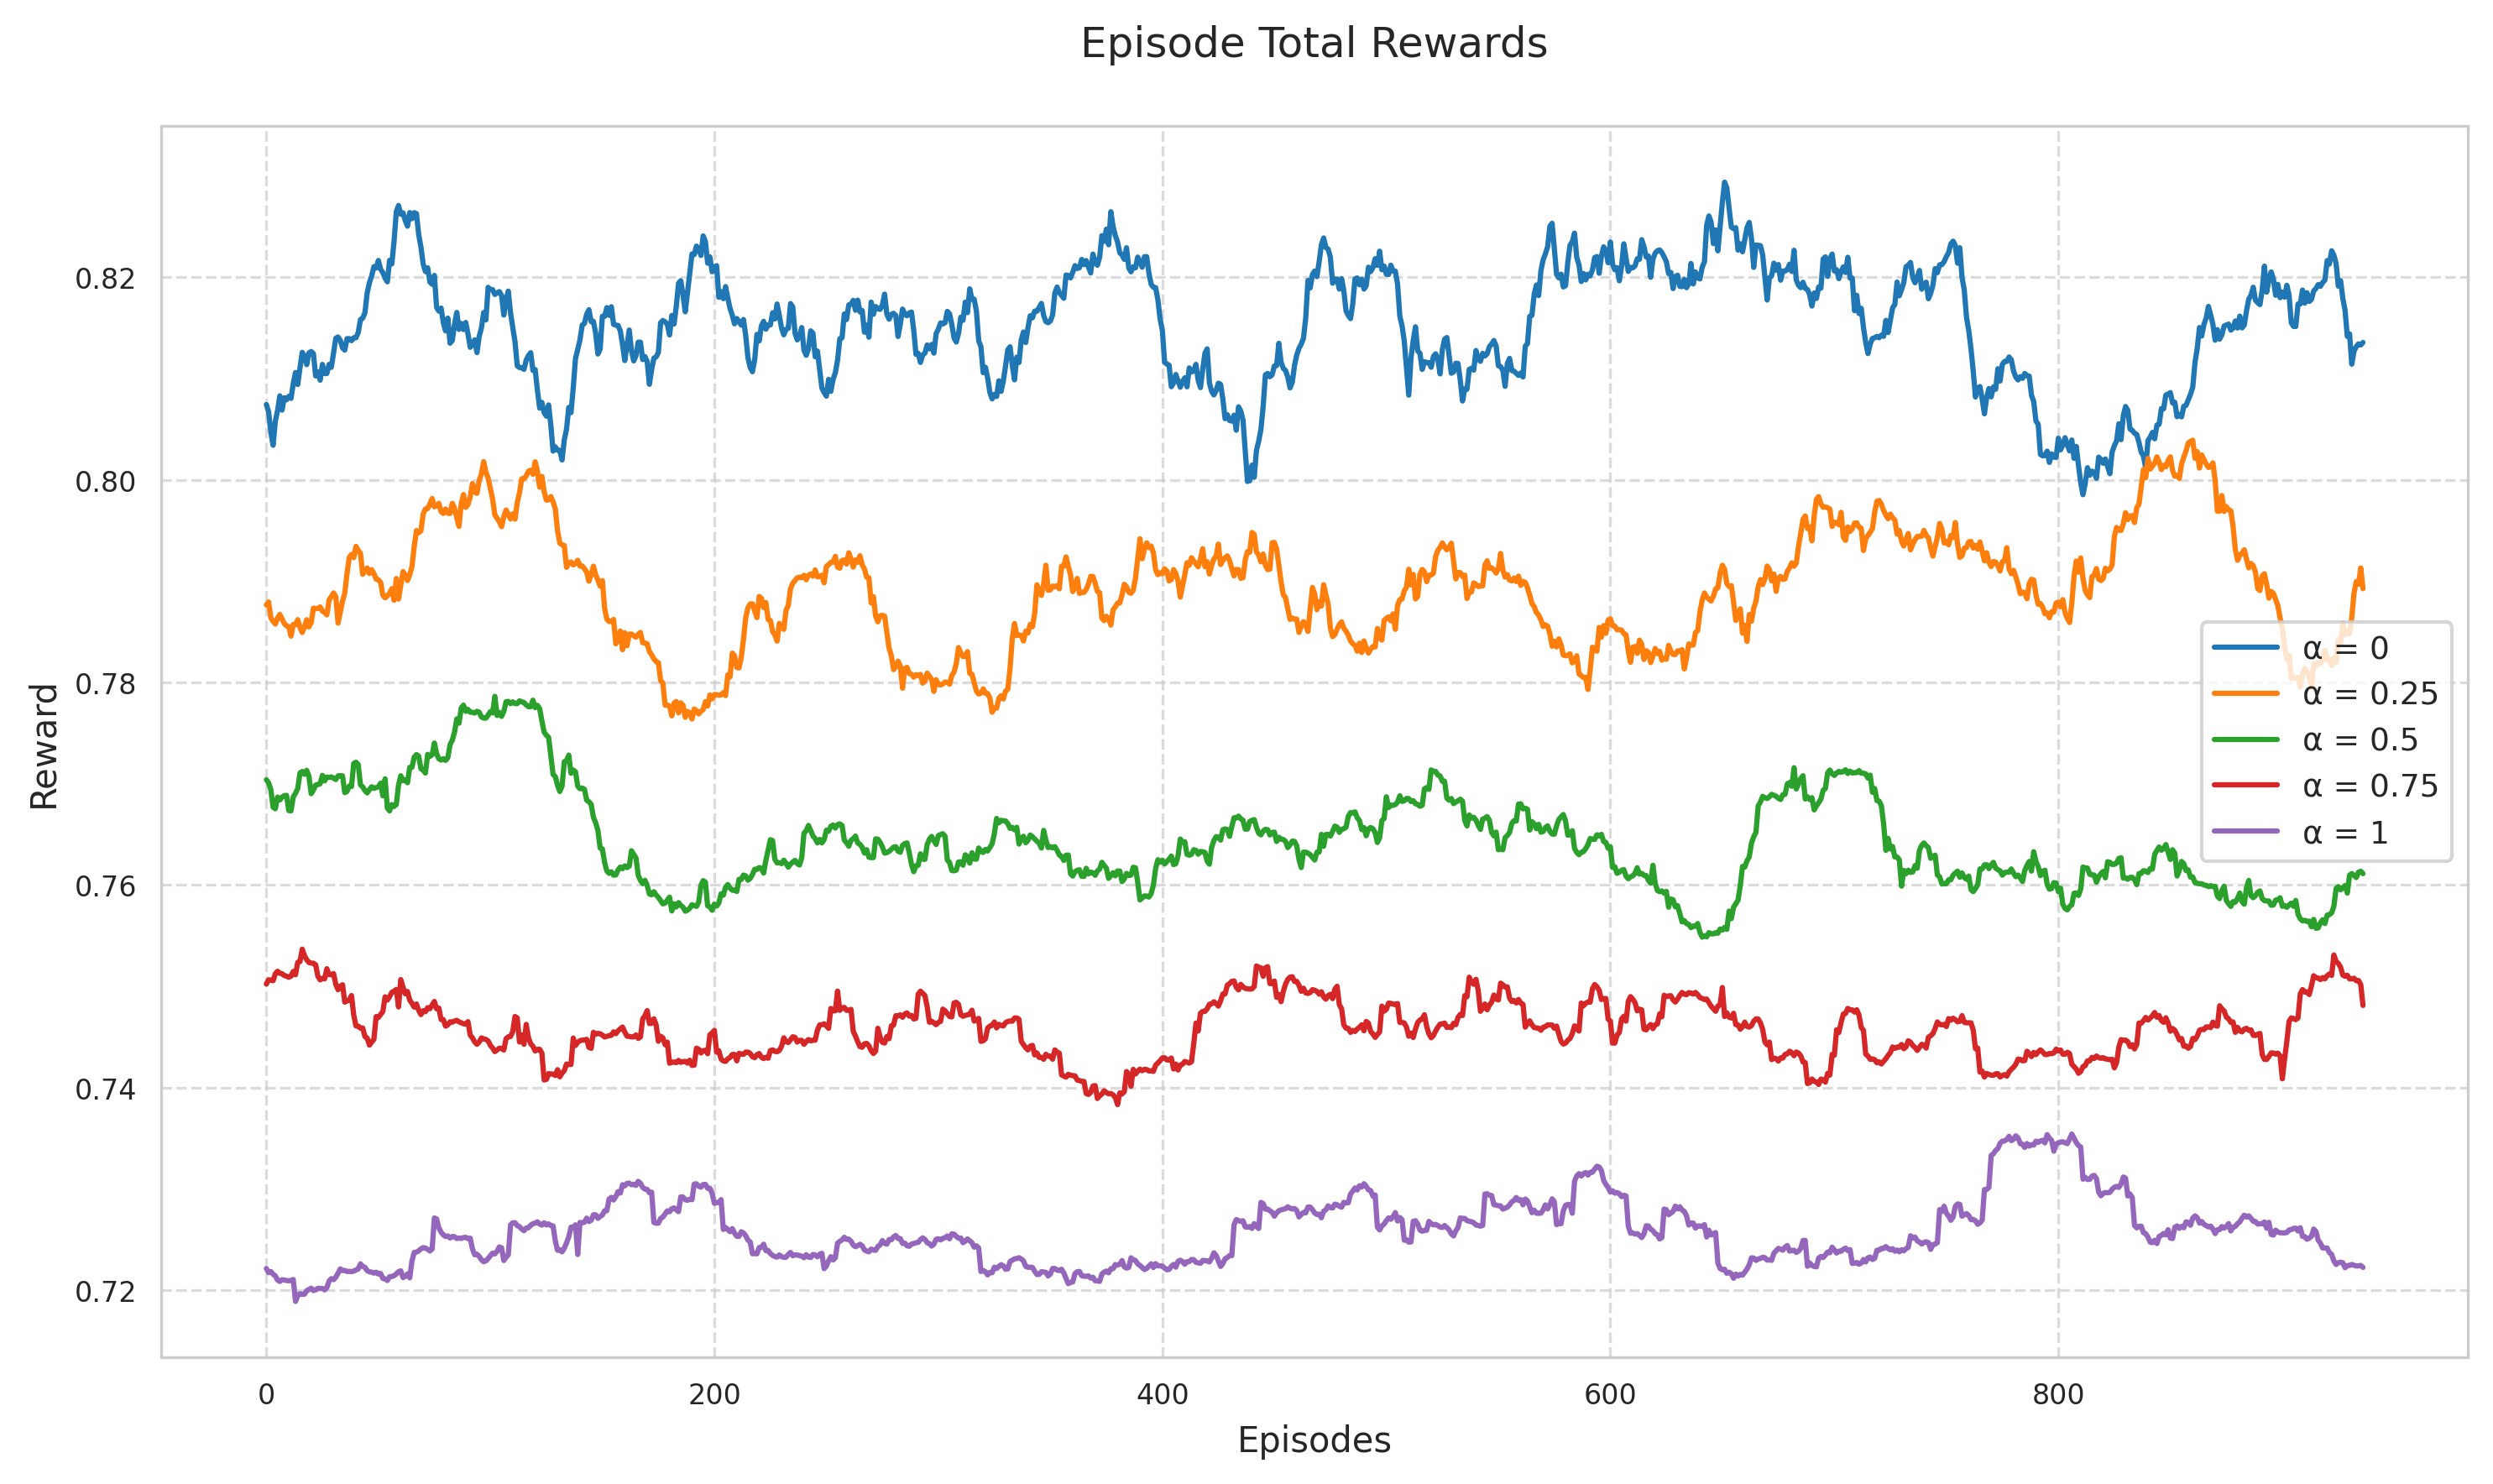 Episode Total Rewards
0.82
0.80
0.78
0.76
0.74
0.72
Reward
α = 0
α = 0.25
α = 0.5
α = 0.75
α = 1
0 200 400 600 800
Episodes